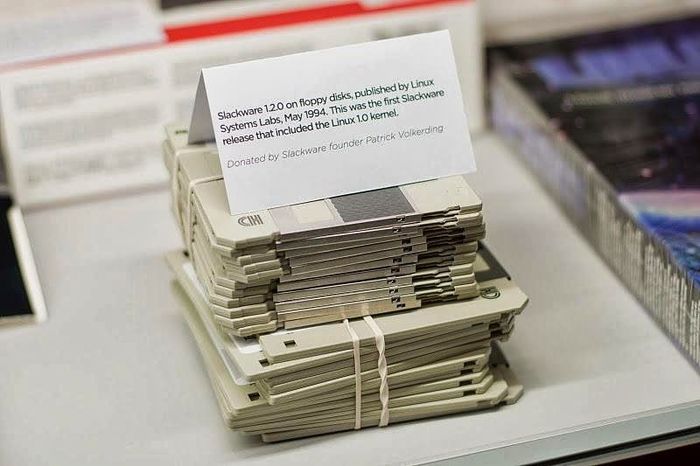 Slackware 1.2.0 on floppy disks, published by Linux
Systems Labs, May 1994. This was the first Slackware
release that included the Linux 1.0 kernel.
Donated by Slackware founder Patrick Volkerding